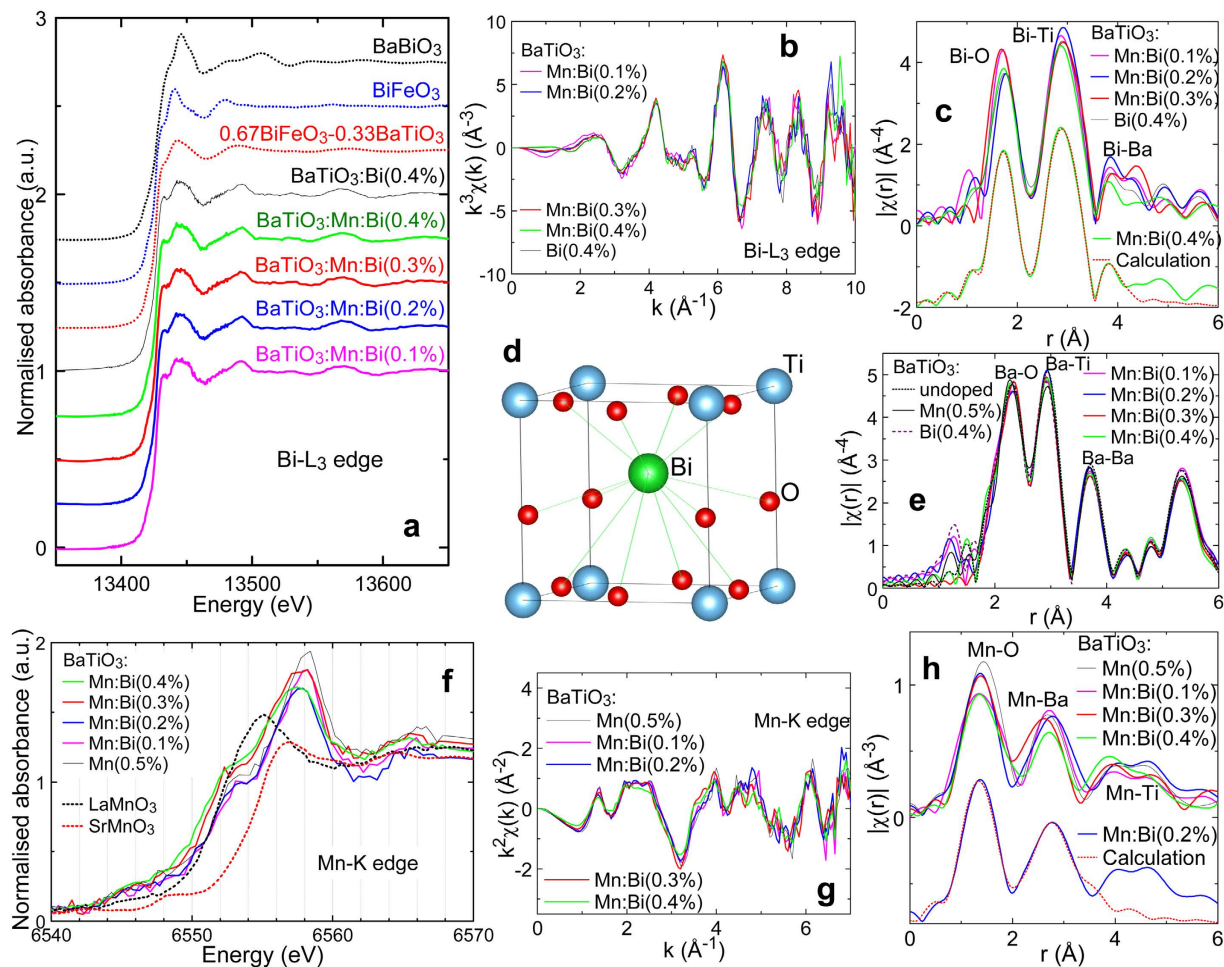 a
3
2
1
0
Normalised absorbance (a.u.)
BaBiO3
BiFeO3
0.67BiFeO3-0.33BaTiO3
BaTiO3:Bi(0.4%)
BaTiO3:Mn:Bi(0.4%)
BaTiO3:Mn:Bi(0.3%)
BaTiO3:Mn:Bi(0.2%)
BaTiO3:Mn:Bi(0.1%)
Bi-L3 edge
13400 13500 13600
Energy (eV)
b
10
5
0
-5
-10
k3χ(k) (Å-3)
BaTiO3:
Mn:Bi(0.1%)
Mn:Bi(0.2%)
Mn:Bi(0.3%)
Mn:Bi(0.4%)
Bi(0.4%)
Bi-L3 edge
0 2 4 6 8 10
k (Å-1)
c
4
2
0
-2
|χ(r)| (Å-4)
Bi-O
Bi-Ti
Bi-Ba
BaTiO3:
Mn:Bi(0.1%)
Mn:Bi(0.2%)
Mn:Bi(0.3%)
Bi(0.4%)
Mn:Bi(0.4%)
Calculation
0 2 4 6
r (Å)
d
Ti
Bi
O
e
5
4
3
2
1
0
|χ(r)| (Å-4)
BaTiO3:
undoped
Mn(0.5%)
Bi(0.4%)
Ba-O
Ba-Ti
Ba-Ba
Mn:Bi(0.1%)
Mn:Bi(0.2%)
Mn:Bi(0.3%)
Mn:Bi(0.4%)
0 2 4 6
r (Å)
f
2
1
0
Normalised absorbance (a.u.)
BaTiO3:
Mn:Bi(0.4%)
Mn:Bi(0.3%)
Mn:Bi(0.2%)
Mn:Bi(0.1%)
Mn(0.5%)
LaMnO3
SrMnO3
Mn-K edge
6540 6550 6560 6570
Energy (eV)
g
4
2
0
-2
k2χ(k) (Å-2)
BaTiO3:
Mn(0.5%)
Mn:Bi(0.1%)
Mn:Bi(0.2%)
Mn-K edge
Mn:Bi(0.3%)
Mn:Bi(0.4%)
0 2 4 6
k (Å-1)
h
1
0
|χ(r)| (Å-3)
Mn-O
Mn-Ba
Mn-Ti
BaTiO3:
Mn(0.5%)
Mn:Bi(0.1%)
Mn:Bi(0.3%)
Mn:Bi(0.4%)
Mn:Bi(0.2%)
Calculation
0 2 4 6
r (Å)